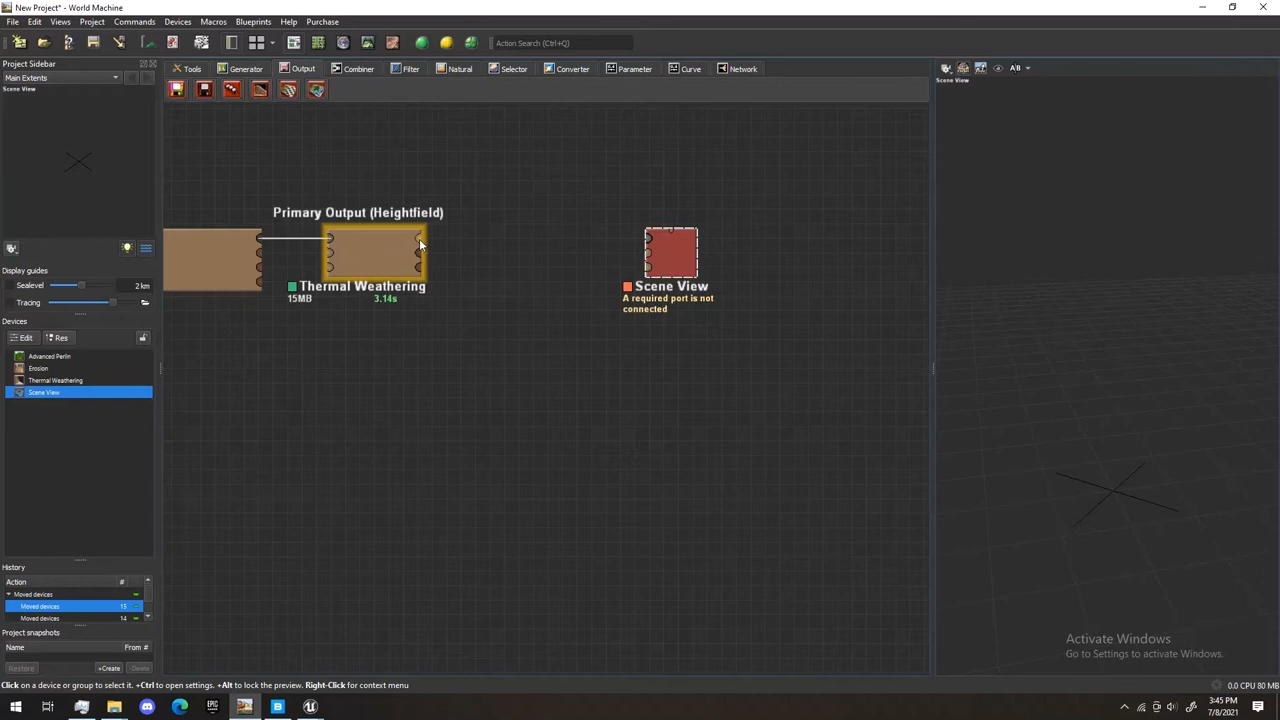 New Project* - World Machine
File Edit Views Project Commands Devices Macros Blueprints Help Purchase
Action Search (Ctrl+Q)
Project Sidebar
Main Extents
Scene View
Display guides
Sealevel 2 km
Tracing
Devices
Edit Res
Advanced Perlin
Erosion
Thermal Weathering
Scene View
History
Action #
Moved devices
Moved devices 15
Moved devices 14
Project snapshots
Name From #
Restore +Create -Delete
Tools Generator Output Combiner Filter Natural Selector Converter Parameter Curve Network
Primary Output (Heightfield)
Thermal Weathering
15MB 3.14s
Scene View
A required port is not
connected
A/B
Scene View
Activate Windows
Go to Settings to activate Windows.
Click on a device or group to select it. +Ctrl to open settings. +Alt to lock the preview. Right-Click for context menu
0.0 CPU 80 MB
EPIC
B
3:45 PM
7/8/2021